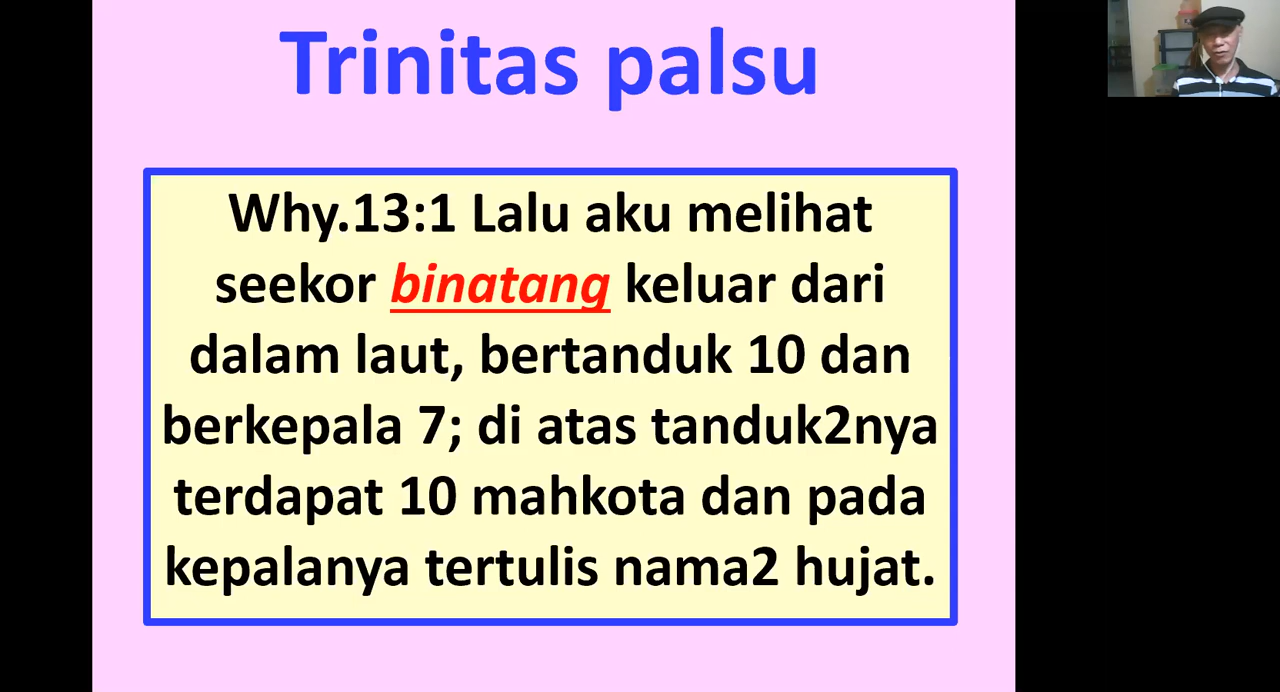 Trinitas palsu
Why.13:1 Lalu aku melihat
seekor binatang keluar dari
dalam laut, bertanduk 10 dan
berkepala 7; di atas tanduk2nya
terdapat 10 mahkota dan pada
kepalanya tertulis nama2 hujat.